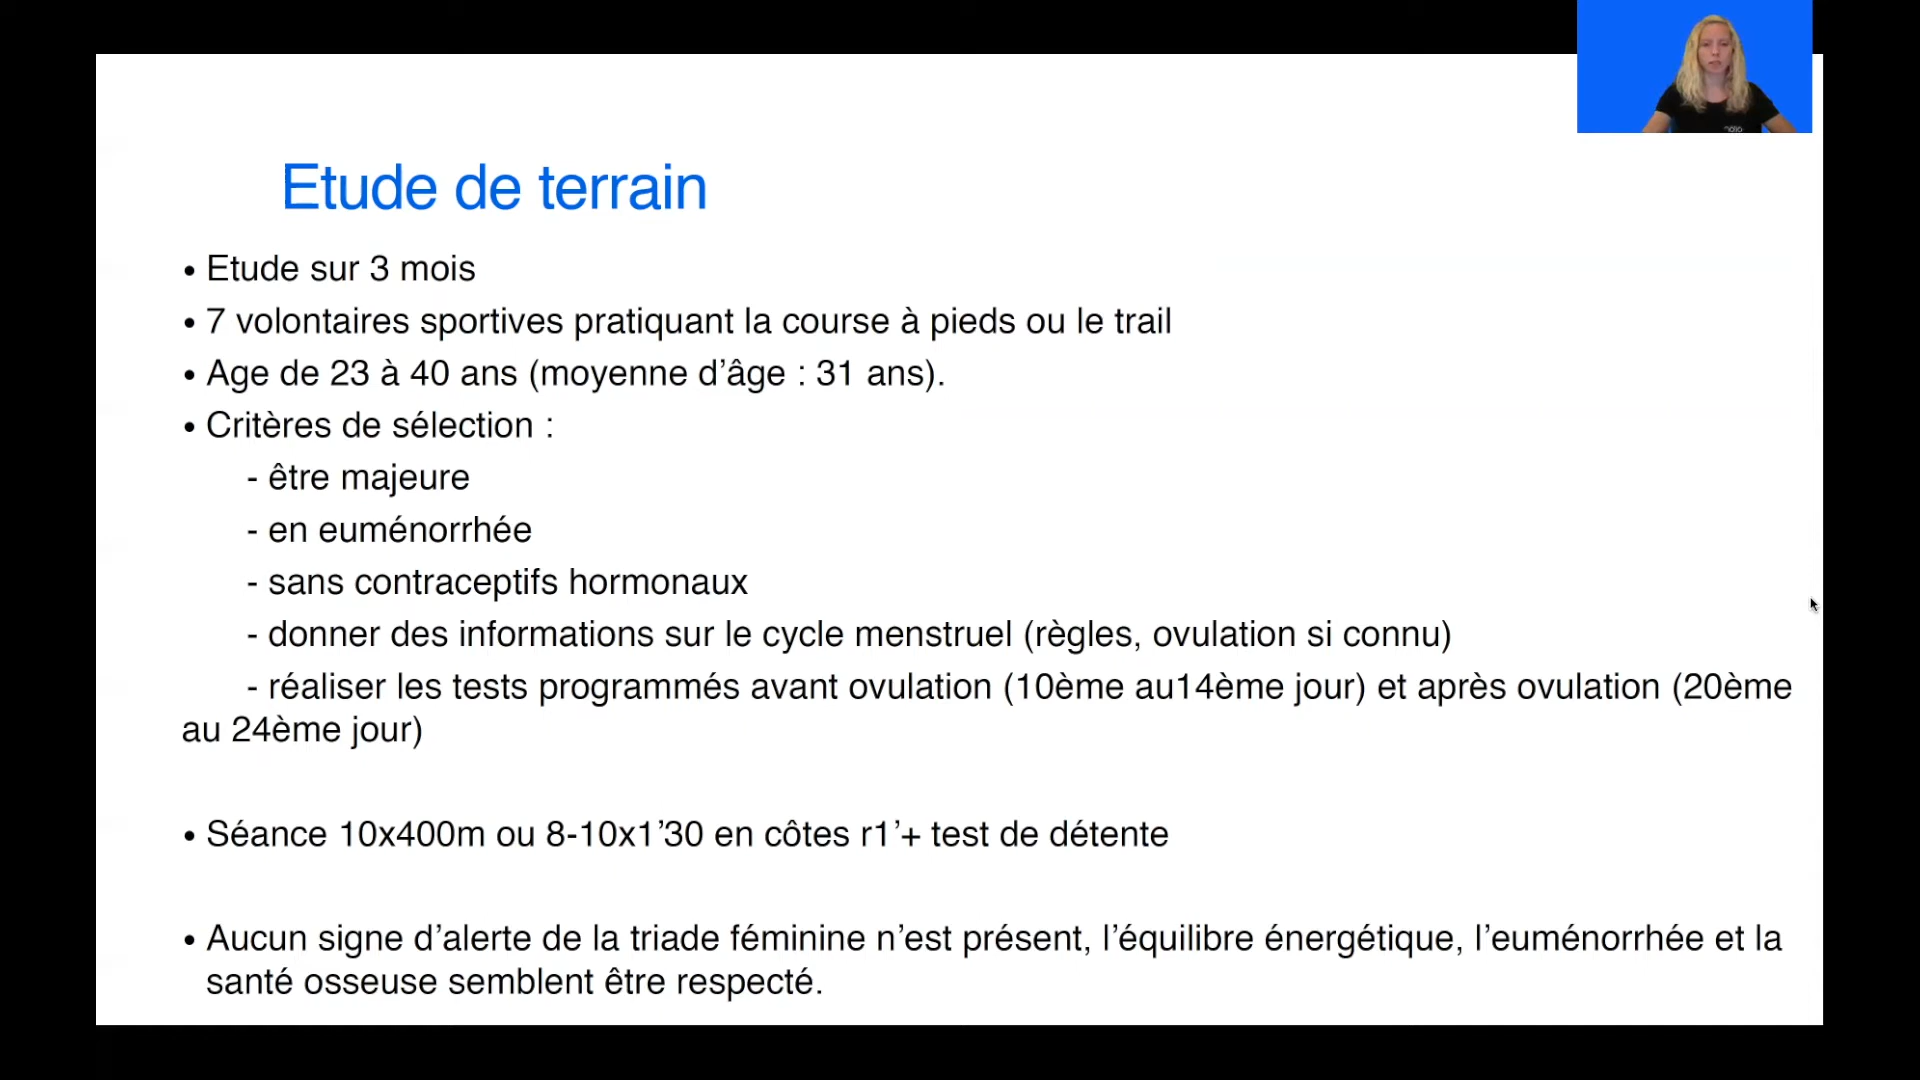 Etude de terrain
• Etude sur 3 mois
• 7 volontaires sportives pratiquant la course à pieds ou le trail
• Age de 23 à 40 ans (moyenne d’âge : 31 ans).
• Critères de sélection :
- être majeure
- en euménorrhée
- sans contraceptifs hormonaux
- donner des informations sur le cycle menstruel (règles, ovulation si connu)
- réaliser les tests programmés avant ovulation (10ème au14ème jour) et après ovulation (20ème
au 24ème jour)
• Séance 10x400m ou 8-10x1’30 en côtes r1’+ test de détente
• Aucun signe d’alerte de la triade féminine n’est présent, l’équilibre énergétique, l’euménorrhée et la
santé osseuse semblent être respecté.